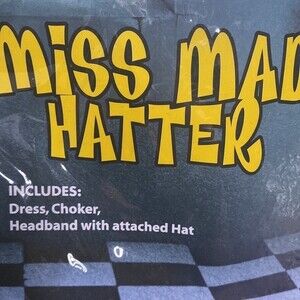 MISS MAD
HATTER
INCLUDES:
Dress, Choker,
Headband with attached Hat